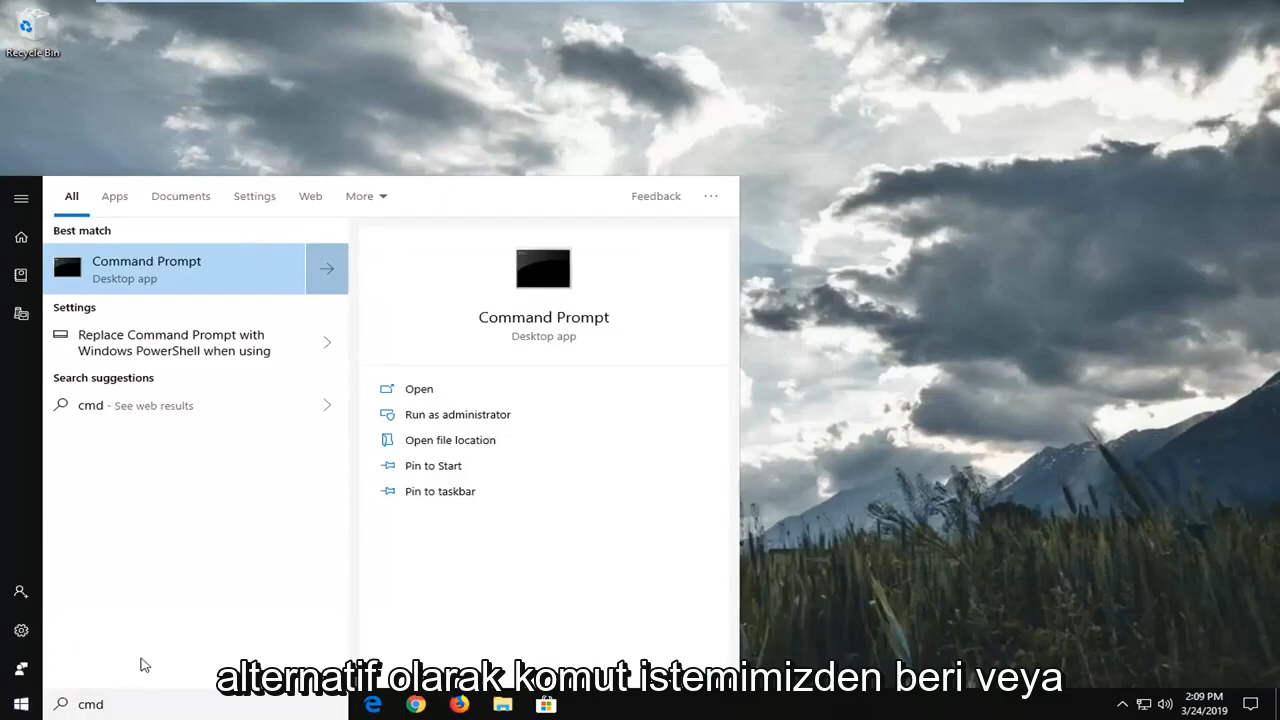 Recycle Bin
All Apps Documents Settings Web More Feedback ...
Best match
Command Prompt
Desktop app
Settings
Replace Command Prompt with
Windows PowerShell when using
Search suggestions
cmd - See web results
Command Prompt
Desktop app
Open
Run as administrator
Open file location
Pin to Start
Pin to taskbar
alternatif olarak komut istemimizden beri veya
cmd
2:09 PM
3/24/2019